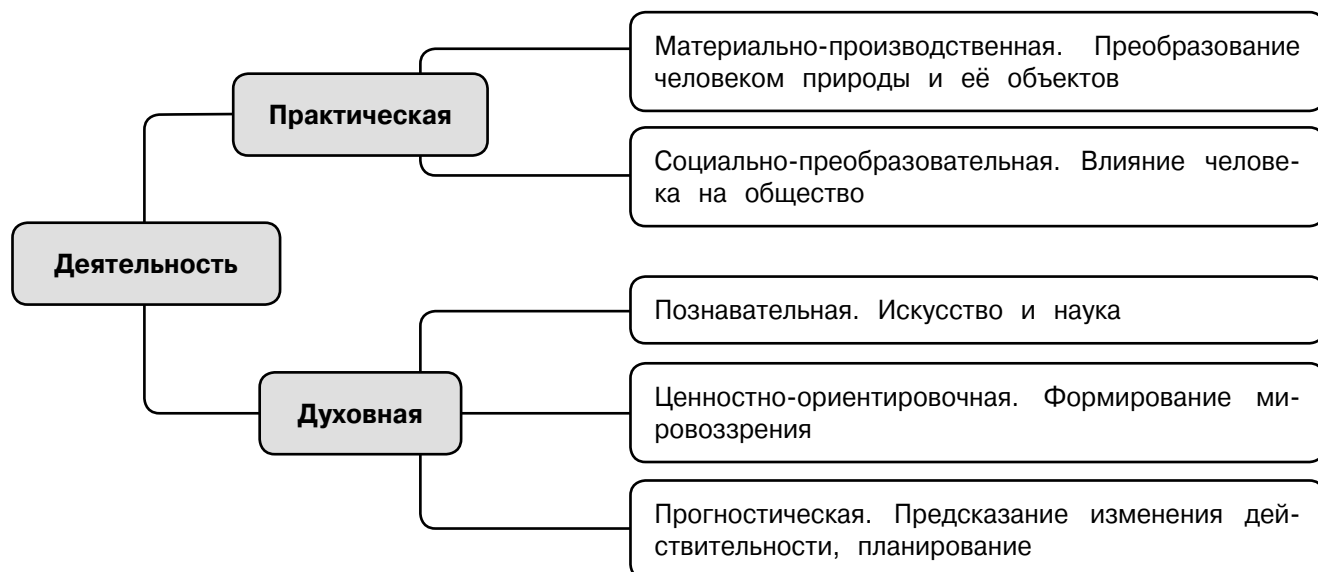 Материально-производственная. Преобразование
человеком природы и её объектов
Практическая
Социально-преобразовательная. Влияние челове-
ка на общество
Деятельность
Познавательная. Искусство и наука
Ценностно-ориентировочная. Формирование ми-
ровоззрения
Духовная
Прогностическая. Предсказание изменения дей-
ствительности, планирование